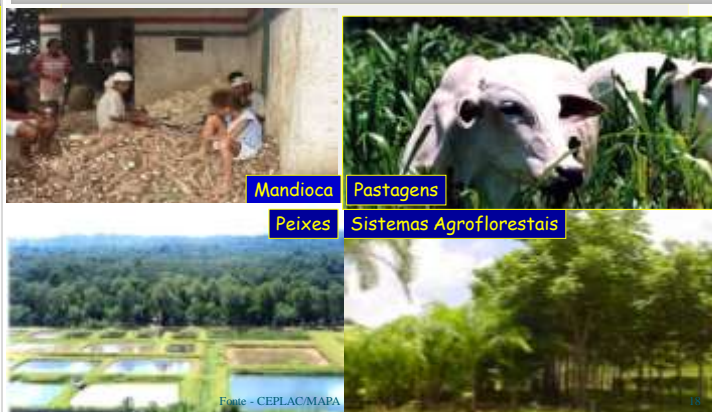 Mandioca
Pastagens
Peixes
Sistemas Agroflorestais
Fonte - CEPLAC/MAPA